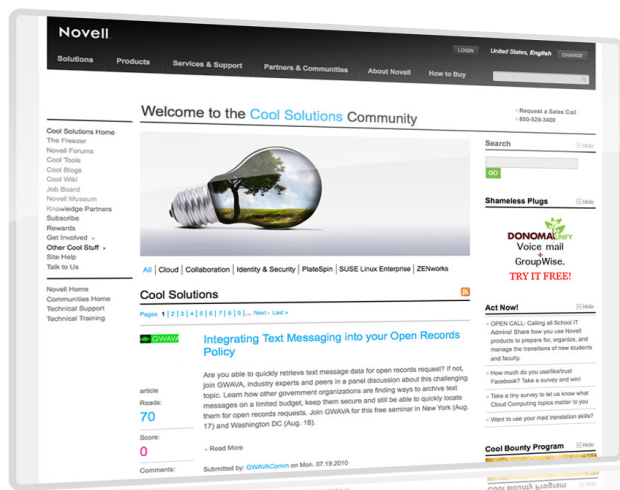 Novell
LOGIN United States, English CHANGE
Solutions Products Services & Support Partners & Communities About Novell How to Buy
Welcome to the Cool Solutions Community
Request a Sales Call
800-529-3400
Cool Solutions Home
The Freezer
Novell Forums
Cool Tools
Cool Blogs
Cool Wiki
Job Board
Novell Museum
Knowledge Partners
Subscribe
Rewards
Get Involved
Other Cool Stuff
Site Help
Talk to Us
Novell Home
Communities Home
Technical Support
Technical Training
All | Cloud | Collaboration | Identity & Security | PlateSpin | SUSE Linux Enterprise | ZENworks
Cool Solutions
Pages 1 | 2 | 3 | 4 | 5 | 6 | 7 | 8 | 9 | ... Next › Last »
GWAVA
Integrating Text Messaging into your Open Records
Policy
Are you able to quickly retrieve text message data for open records request? If not,
join GWAVA, industry experts and peers in a panel discussion about this challenging
topic. Learn how other government organizations are finding ways to archive text
messages on a limited budget, keep them secure and still be able to quickly locate
them for open records requests. Join GWAVA for this free seminar in New York (Aug.
17) and Washington DC (Aug. 18).
» Read More
Submitted by: GWAVAComm on Mon. 07.19.2010
article
Reads:
70
Score:
0
Comments:
Search Hide
GO
Shameless Plugs Hide
DONOMA UNIFY
Voice mail
+
GroupWise.
TRY IT FREE!
Act Now! Hide
OPEN CALL: Calling all School IT
Admins! Share how you use Novell
products to prepare for, organize, and
manage the transitions of new students
and faculty.
How much do you use/like/trust
Facebook? Take a survey and win!
Take a tiny survey to let us know what
Cloud Computing topics matter to you
Want to use your mad translation skills?
Cool Bounty Program Hide